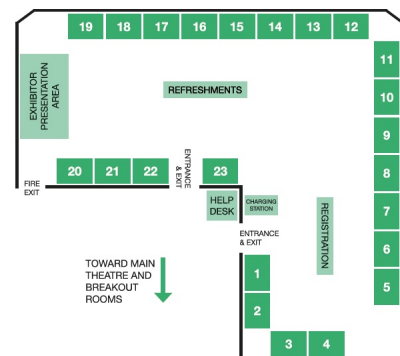 19 18 17 16 15 14 13 12
11
10
9
8
7
6
5
EXHIBITOR
PRESENTATION
AREA
REFRESHMENTS
20 21 22
ENTRANCE
& EXIT
23
FIRE
EXIT
HELP
DESK
CHARGING
STATION
REGISTRATION
ENTRANCE
& EXIT
TOWARD MAIN
THEATRE AND
BREAKOUT
ROOMS
1
2
3 4